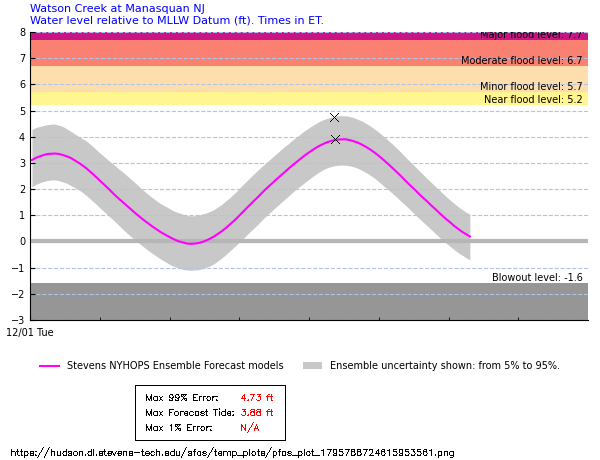 Watson Creek at Manasquan NJ
Water level relative to MLLW Datum (ft). Times in ET.
8
Major flood level: 7.7
7
Moderate flood level: 6.7
6
Minor flood level: 5.7
Near flood level: 5.2
5
4
3
2
1
0
−1
Blowout level: -1.6
−2
−3
12/01 Tue
Stevens NYHOPS Ensemble Forecast models
Ensemble uncertainty shown: from 5% to 95%.
Max 99% Error: 4.73 ft
Max Forecast Tide: 3.88 ft
Max 1% Error: N/A
https://hudson.dl.stevens-tech.edu/sfas/temp_plots/pfas_plot_1795788724615953561.png